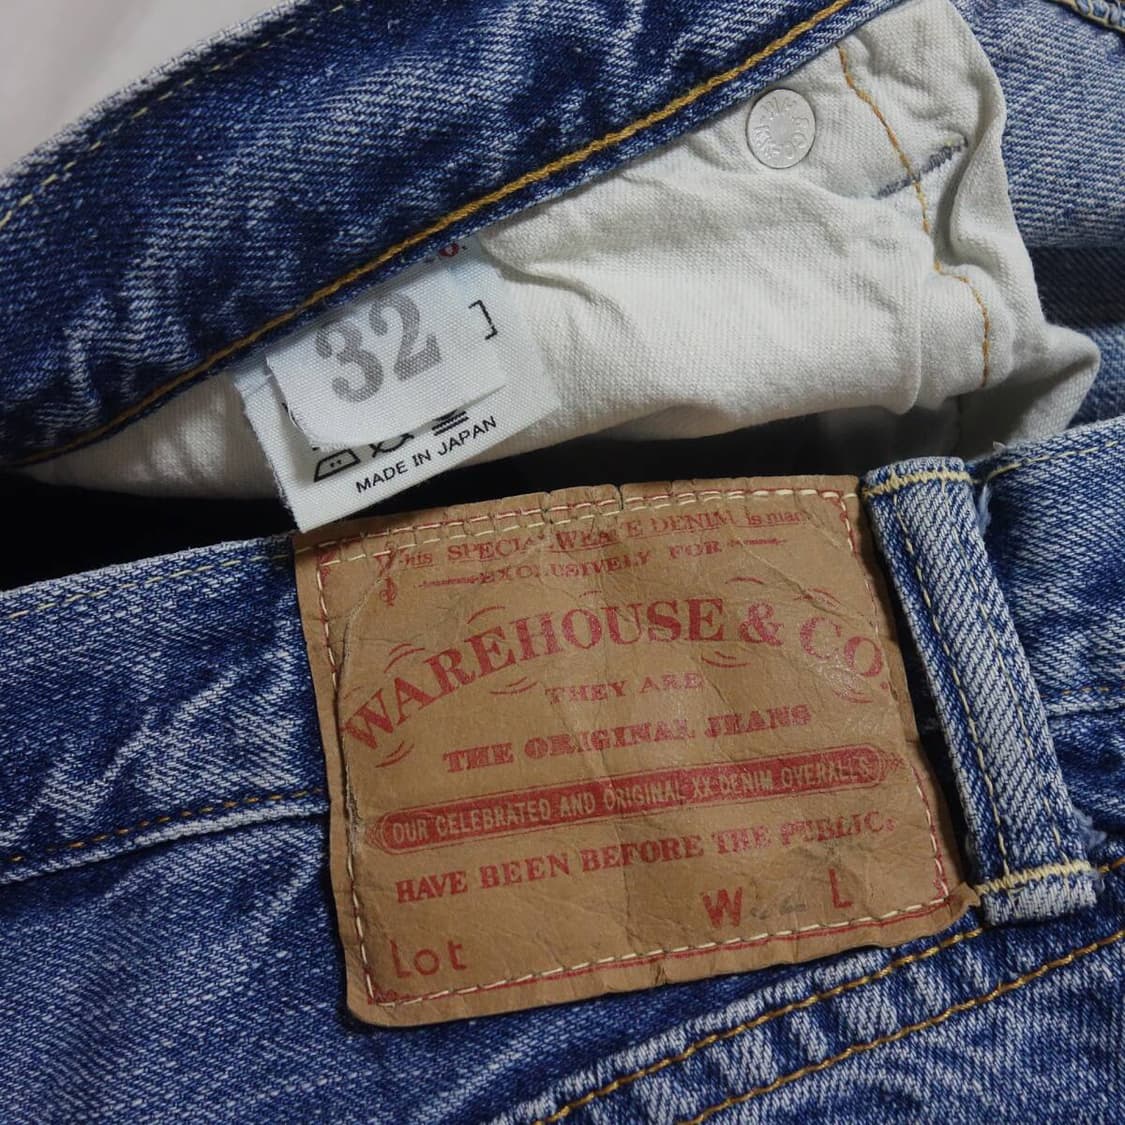 32
]
MADE IN JAPAN
This SPECIAL WEAVE DENIM is made
EXCLUSIVELY FOR
WAREHOUSE & CO.
THEY ARE
THE ORIGINAL JEANS
OUR CELEBRATED AND ORIGINAL XX DENIM OVERALLS
HAVE BEEN BEFORE THE PUBLIC.
W L
Lot